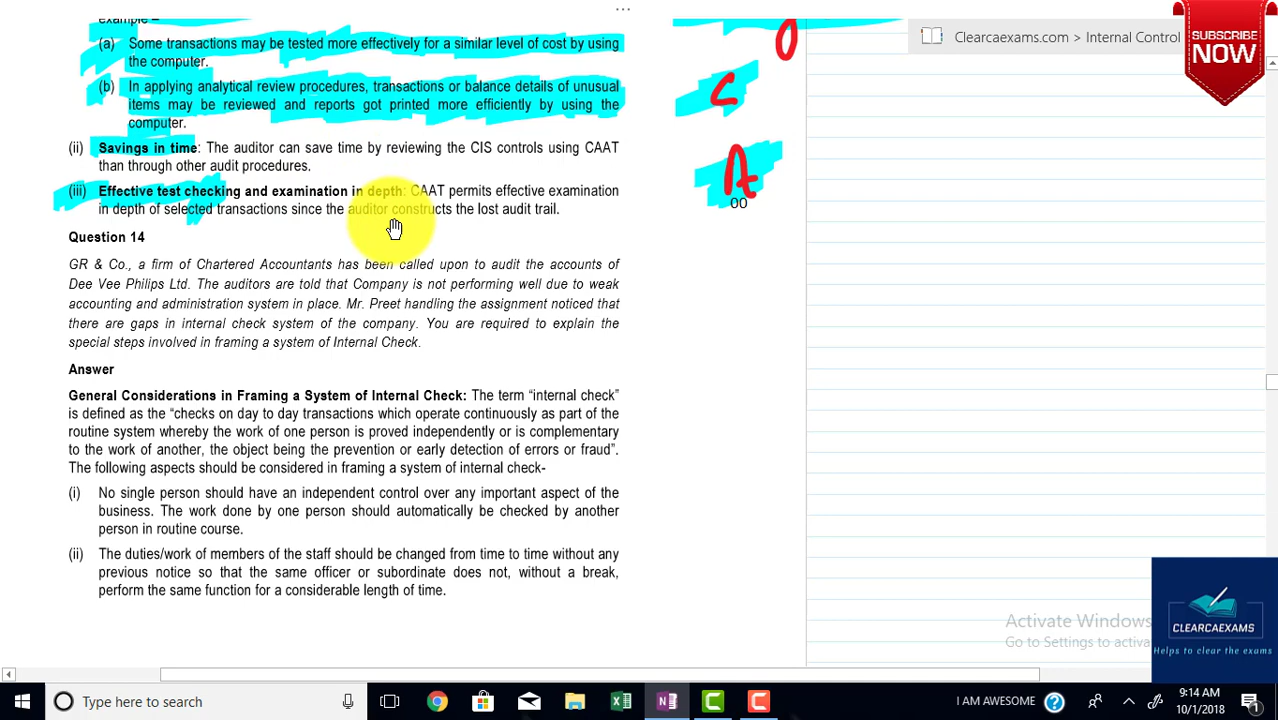 ...
example –
(a) Some transactions may be tested more effectively for a similar level of cost by using
the computer.
(b) In applying analytical review procedures, transactions or balance details of unusual
items may be reviewed and reports got printed more efficiently by using the
computer.
(ii) Savings in time: The auditor can save time by reviewing the CIS controls using CAAT
than through other audit procedures.
(iii) Effective test checking and examination in depth: CAAT permits effective examination
in depth of selected transactions since the auditor constructs the lost audit trail.
Question 14
GR & Co., a firm of Chartered Accountants has been called upon to audit the accounts of
Dee Vee Philips Ltd. The auditors are told that Company is not performing well due to weak
accounting and administration system in place. Mr. Preet handling the assignment noticed that
there are gaps in internal check system of the company. You are required to explain the
special steps involved in framing a system of Internal Check.
Answer
General Considerations in Framing a System of Internal Check: The term “internal check”
is defined as the “checks on day to day transactions which operate continuously as part of the
routine system whereby the work of one person is proved independently or is complementary
to the work of another, the object being the prevention or early detection of errors or fraud”.
The following aspects should be considered in framing a system of internal check-
(i) No single person should have an independent control over any important aspect of the
business. The work done by one person should automatically be checked by another
person in routine course.
(ii) The duties/work of members of the staff should be changed from time to time without any
previous notice so that the same officer or subordinate does not, without a break,
perform the same function for a considerable length of time.
O
C
A
00
Clearcaexams.com > Internal Control
SUBSCRIBE
NOW
Activate Windows
Go to Settings to activa
CLEARCAEXAMS
Helps to clear the exams
Type here to search
I AM AWESOME
9:14 AM
10/1/2018
1